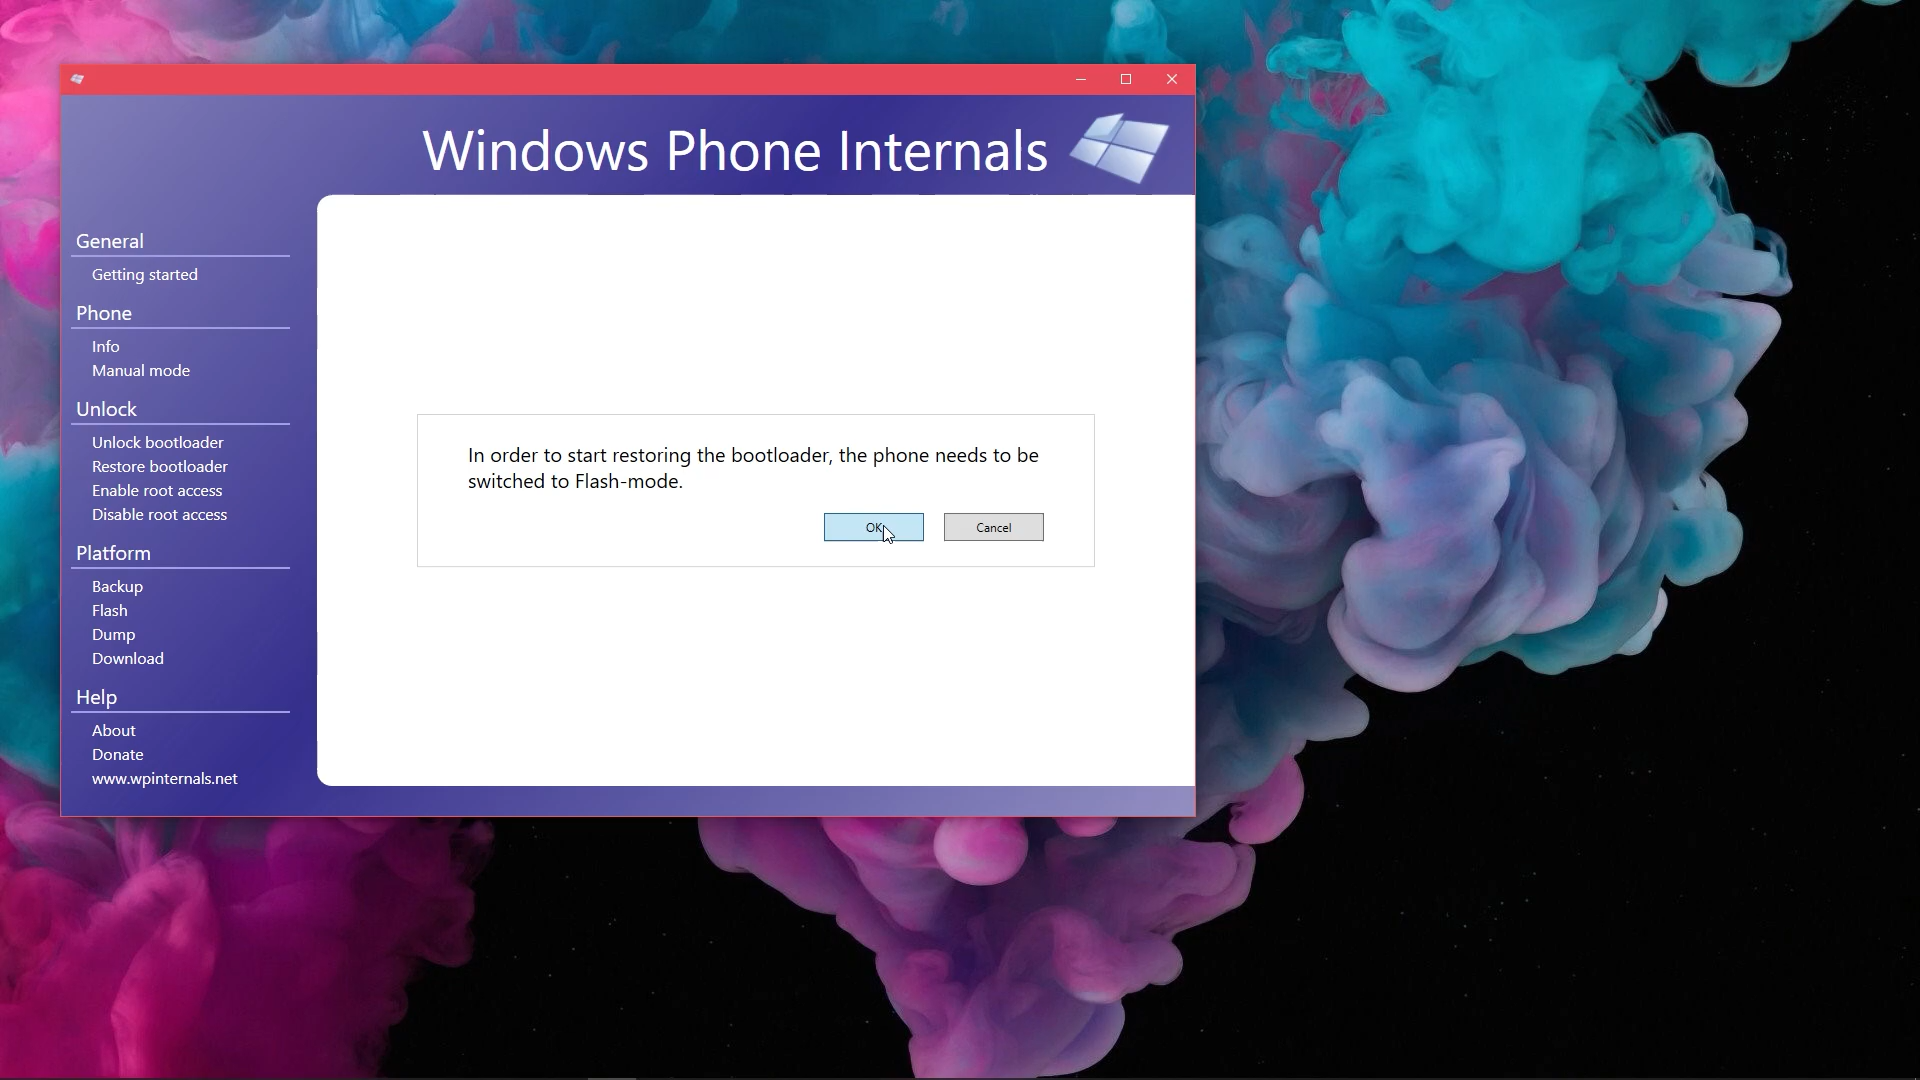 Windows Phone Internals
General
Getting started
Phone
Info
Manual mode
Unlock
Unlock bootloader
Restore bootloader
Enable root access
Disable root access
Platform
Backup
Flash
Dump
Download
Help
About
Donate
www.wpinternals.net
In order to start restoring the bootloader, the phone needs to be
switched to Flash-mode.
OK
Cancel